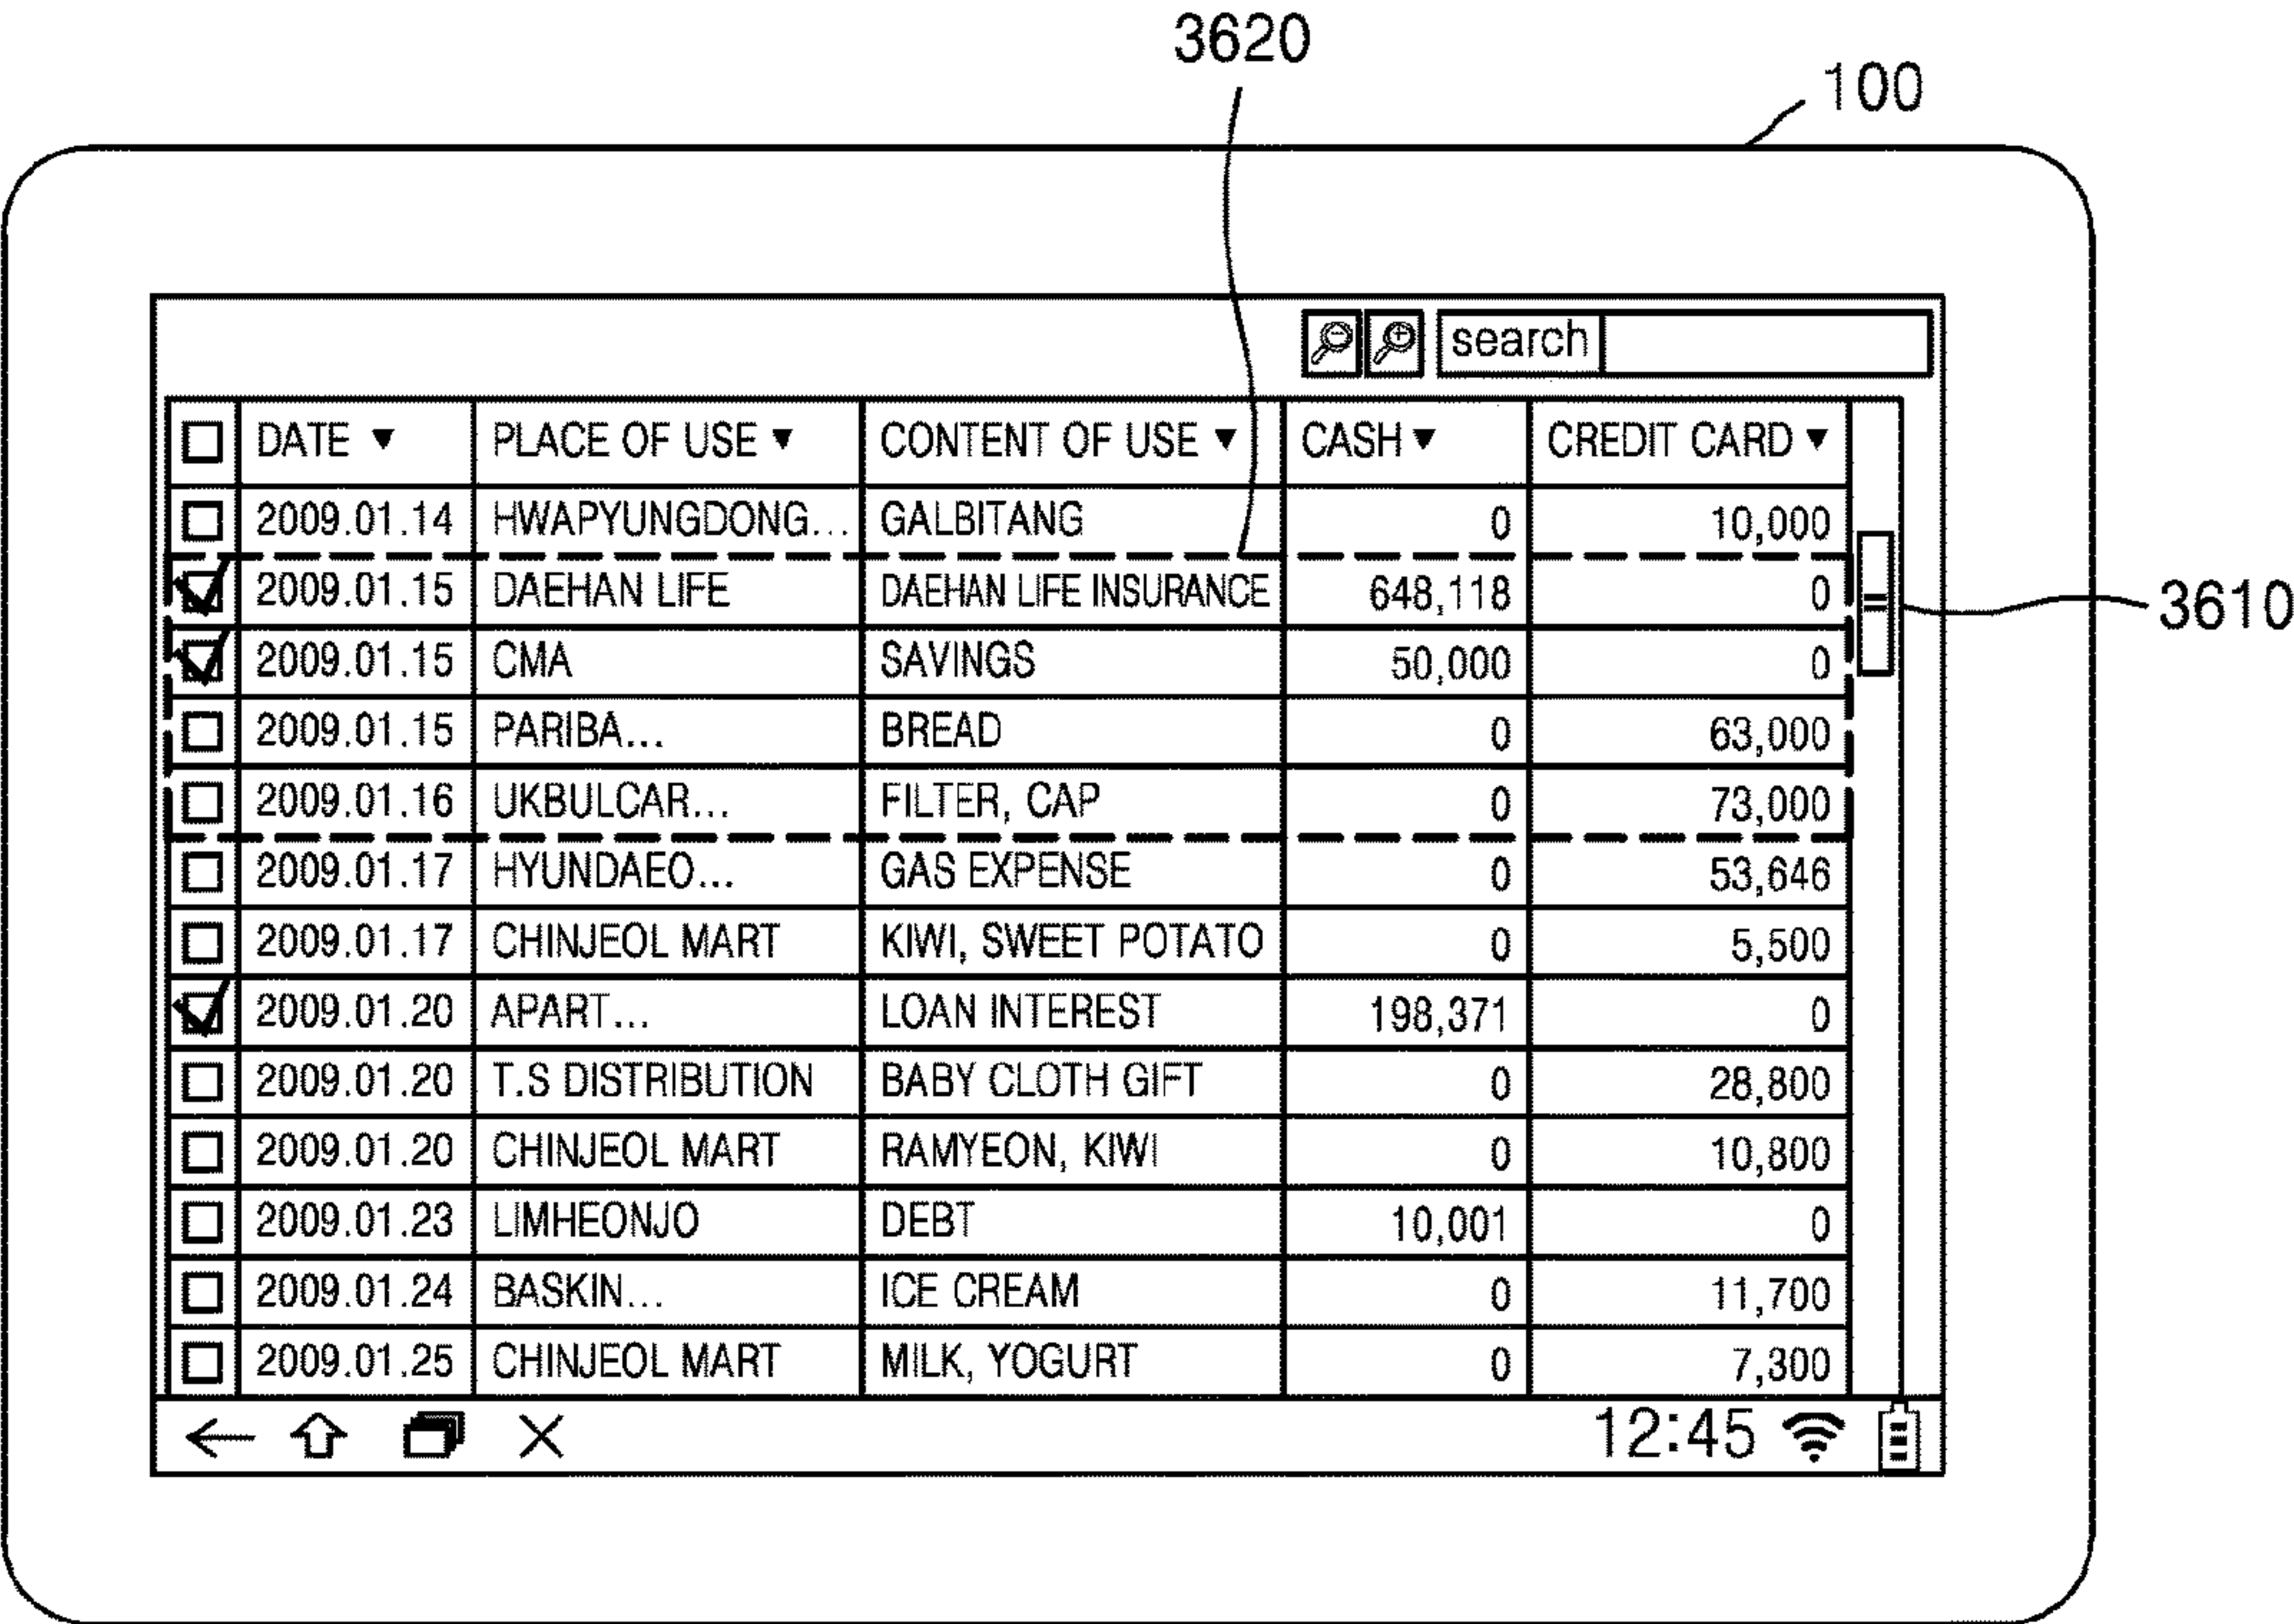 3620
100
search
DATE ▼ PLACE OF USE ▼ CONTENT OF USE ▼ CASH ▼ CREDIT CARD ▼
2009.01.14 HWAPYUNGDONG... GALBITANG 0 10,000
2009.01.15 DAEHAN LIFE DAEHAN LIFE INSURANCE 648,118 0
3610
2009.01.15 CMA SAVINGS 50,000 0
2009.01.15 PARIBA... BREAD 0 63,000
2009.01.16 UKBULCAR... FILTER, CAP 0 73,000
2009.01.17 HYUNDAEO... GAS EXPENSE 0 53,646
2009.01.17 CHINJEOL MART KIWI, SWEET POTATO 0 5,500
2009.01.20 APART... LOAN INTEREST 198,371 0
2009.01.20 T.S DISTRIBUTION BABY CLOTH GIFT 0 28,800
2009.01.20 CHINJEOL MART RAMYEON, KIWI 0 10,800
2009.01.23 LIMHEONJO DEBT 10,001 0
2009.01.24 BASKIN... ICE CREAM 0 11,700
2009.01.25 CHINJEOL MART MILK, YOGURT 0 7,300
12:45